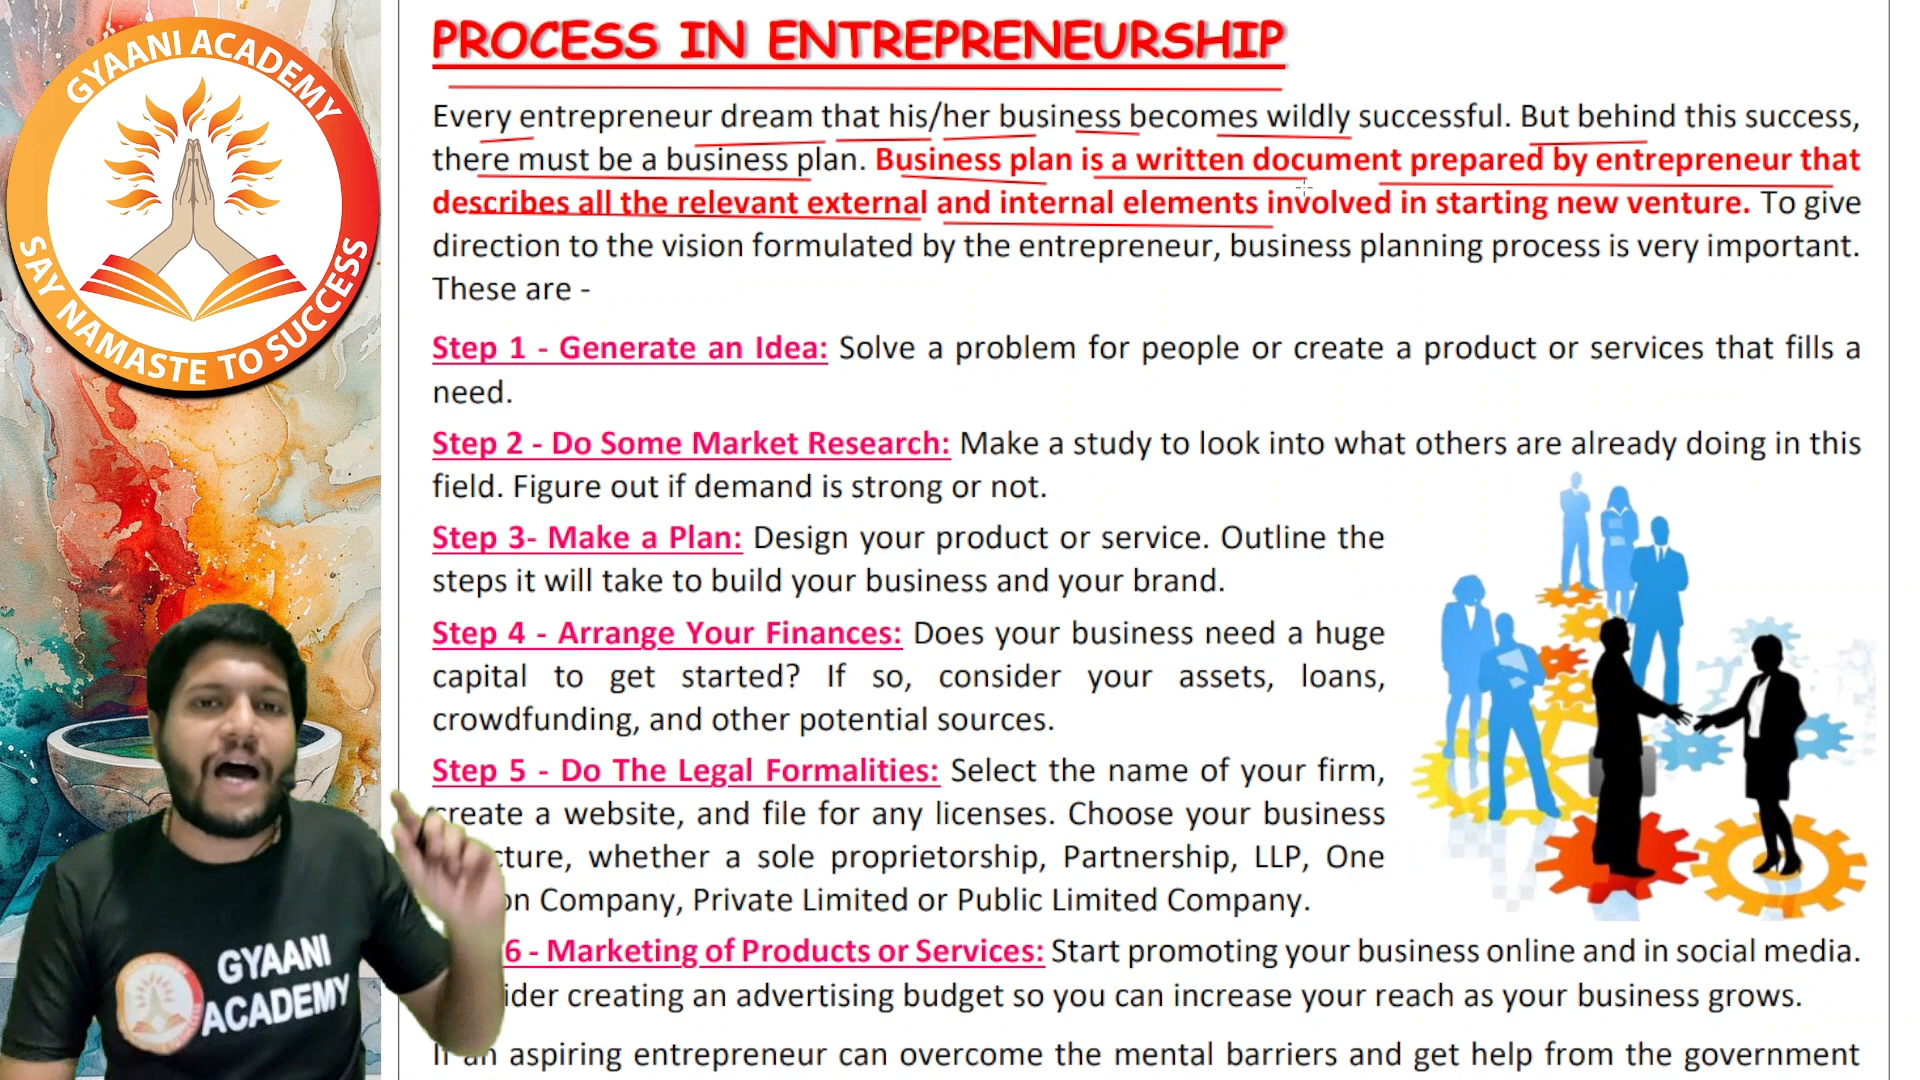 GYAANI ACADEMY
SAY NAMASTE TO SUCCESS
PROCESS IN ENTREPRENEURSHIP
Every entrepreneur dream that his/her business becomes wildly successful. But behind this success,
there must be a business plan. Business plan is a written document prepared by entrepreneur that
describes all the relevant external and internal elements involved in starting new venture. To give
direction to the vision formulated by the entrepreneur, business planning process is very important.
These are -
Step 1 - Generate an Idea: Solve a problem for people or create a product or services that fills a
need.
Step 2 - Do Some Market Research: Make a study to look into what others are already doing in this
field. Figure out if demand is strong or not.
Step 3- Make a Plan: Design your product or service. Outline the
steps it will take to build your business and your brand.
Step 4 - Arrange Your Finances: Does your business need a huge
capital to get started? If so, consider your assets, loans,
crowdfunding, and other potential sources.
Step 5 - Do The Legal Formalities: Select the name of your firm,
create a website, and file for any licenses. Choose your business
cture, whether a sole proprietorship, Partnership, LLP, One
on Company, Private Limited or Public Limited Company.
6 - Marketing of Products or Services: Start promoting your business online and in social media.
ider creating an advertising budget so you can increase your reach as your business grows.
If an aspiring entrepreneur can overcome the mental barriers and get help from the government
GYAANI
ACADEMY